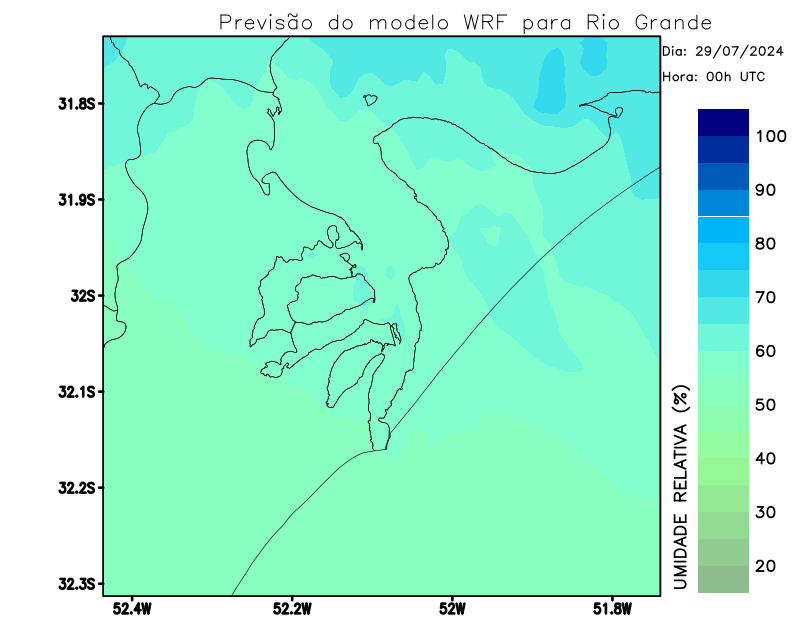 Previsão do modelo WRF para Rio Grande
Dia: 29/07/2024
Hora: 00h UTC
31.8S
31.9S
32S
32.1S
32.2S
32.3S
52.4W
52.2W
52W
51.8W
UMIDADE RELATIVA (%)
100
90
80
70
60
50
40
30
20